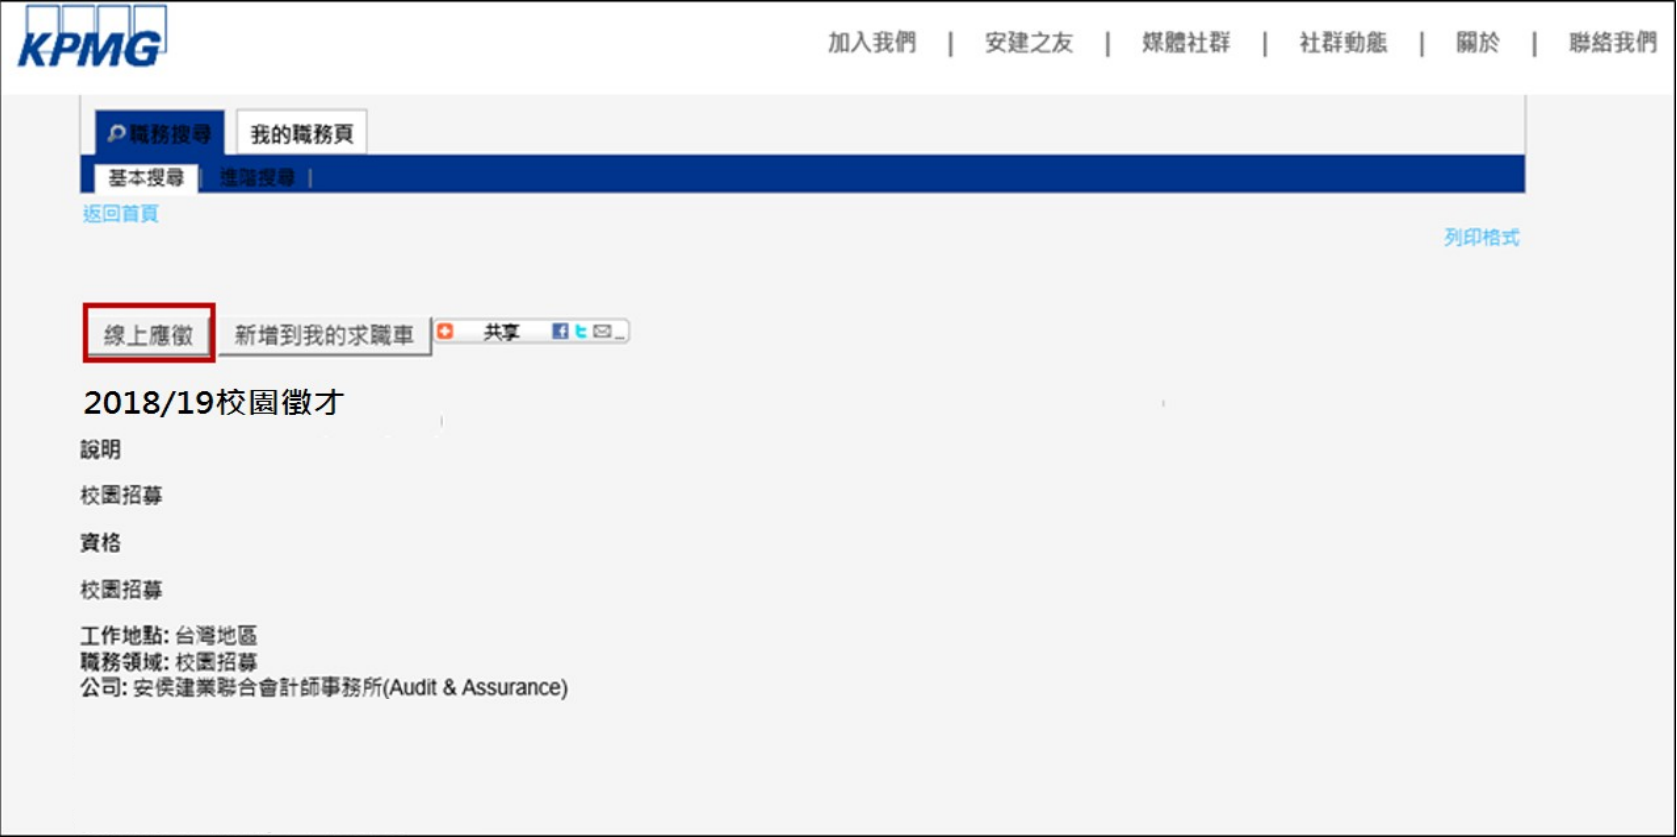 KPMG
加入我們 | 安建之友 | 媒體社群 | 社群動態 | 關於 | 聯絡我們
職務搜尋 我的職務頁
基本搜尋 | 進階搜尋 |
返回首頁
列印格式
線上應徵 新增到我的求職車 共享
2018/19校園徵才
說明
校園招募
資格
校園招募
工作地點: 台灣地區
職務領域: 校園招募
公司: 安侯建業聯合會計師事務所(Audit & Assurance)